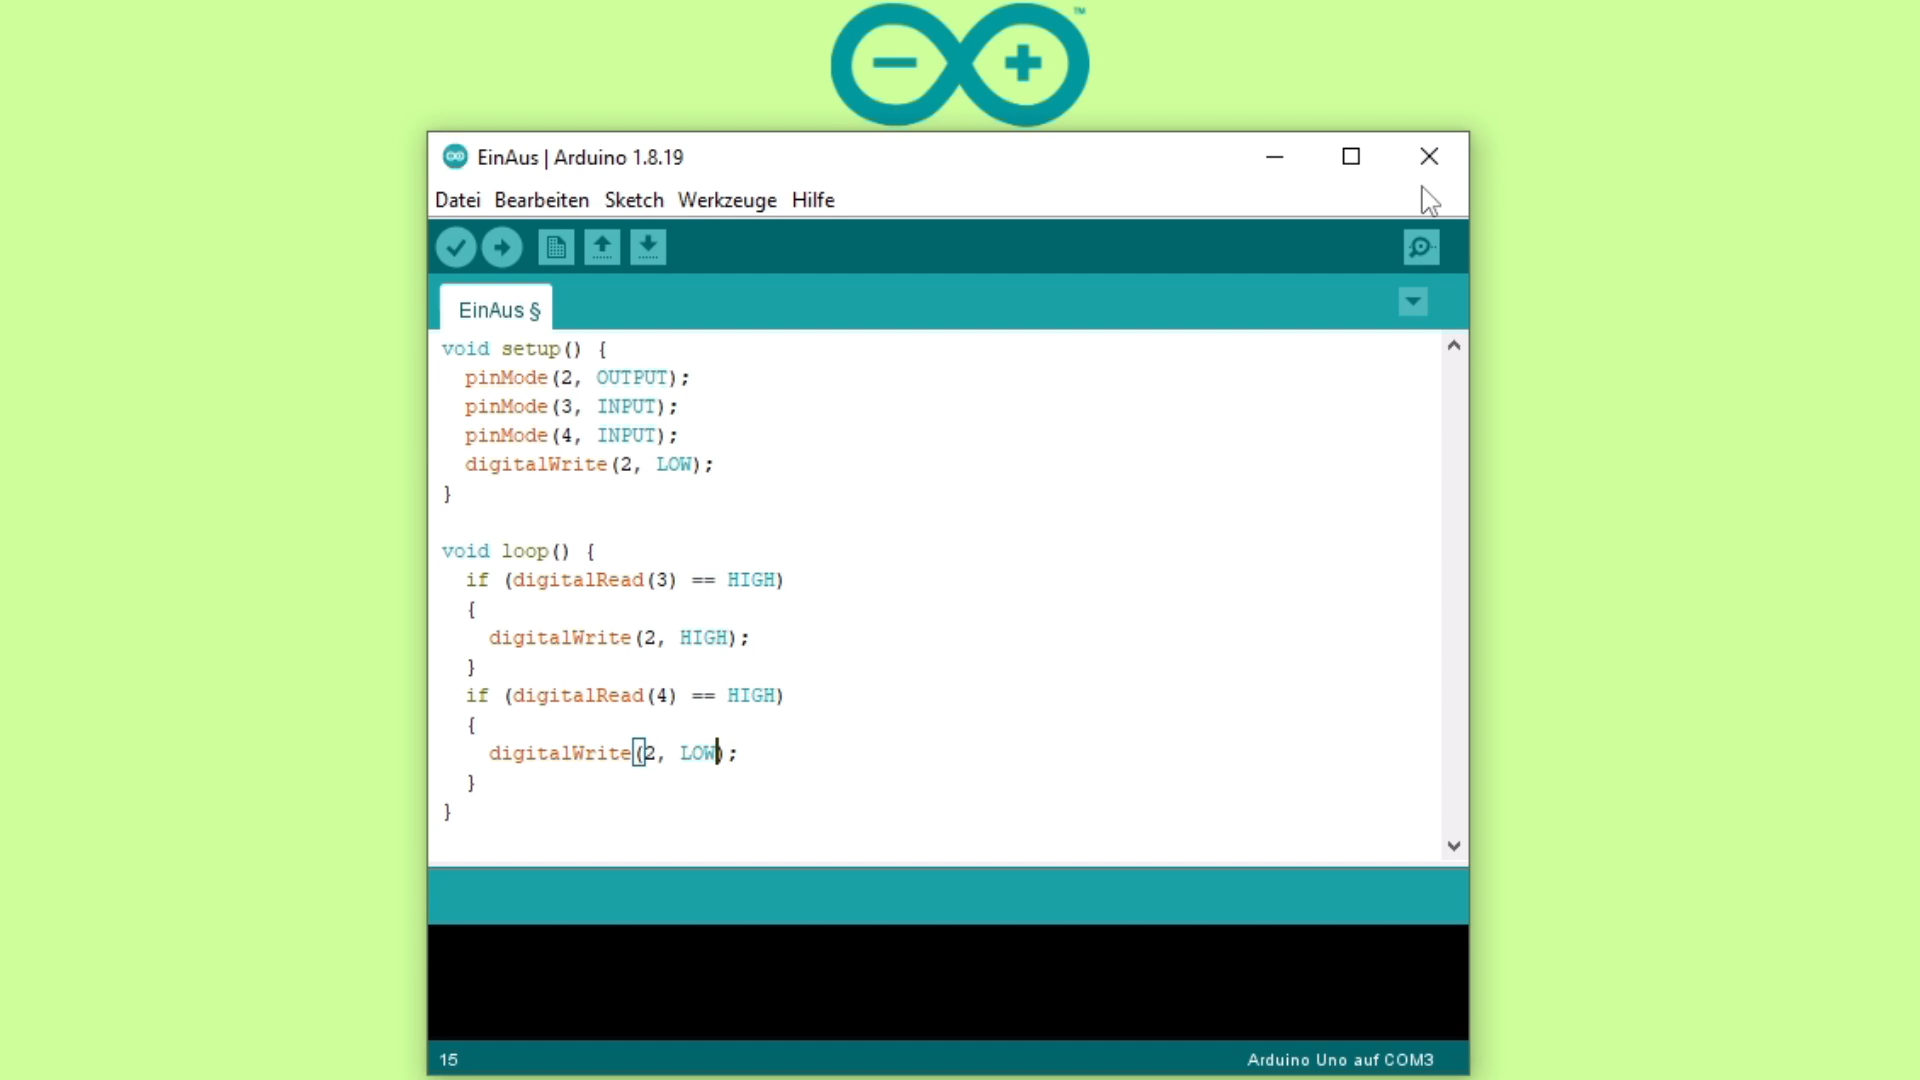 TM
EinAus | Arduino 1.8.19
Datei Bearbeiten Sketch Werkzeuge Hilfe
EinAus §
void setup() {
  pinMode(2, OUTPUT);
  pinMode(3, INPUT);
  pinMode(4, INPUT);
  digitalWrite(2, LOW);
}
void loop() {
  if (digitalRead(3) == HIGH)
  {
    digitalWrite(2, HIGH);
  }
  if (digitalRead(4) == HIGH)
  {
    digitalWrite(2, LOW);
  }
}
15
Arduino Uno auf COM3